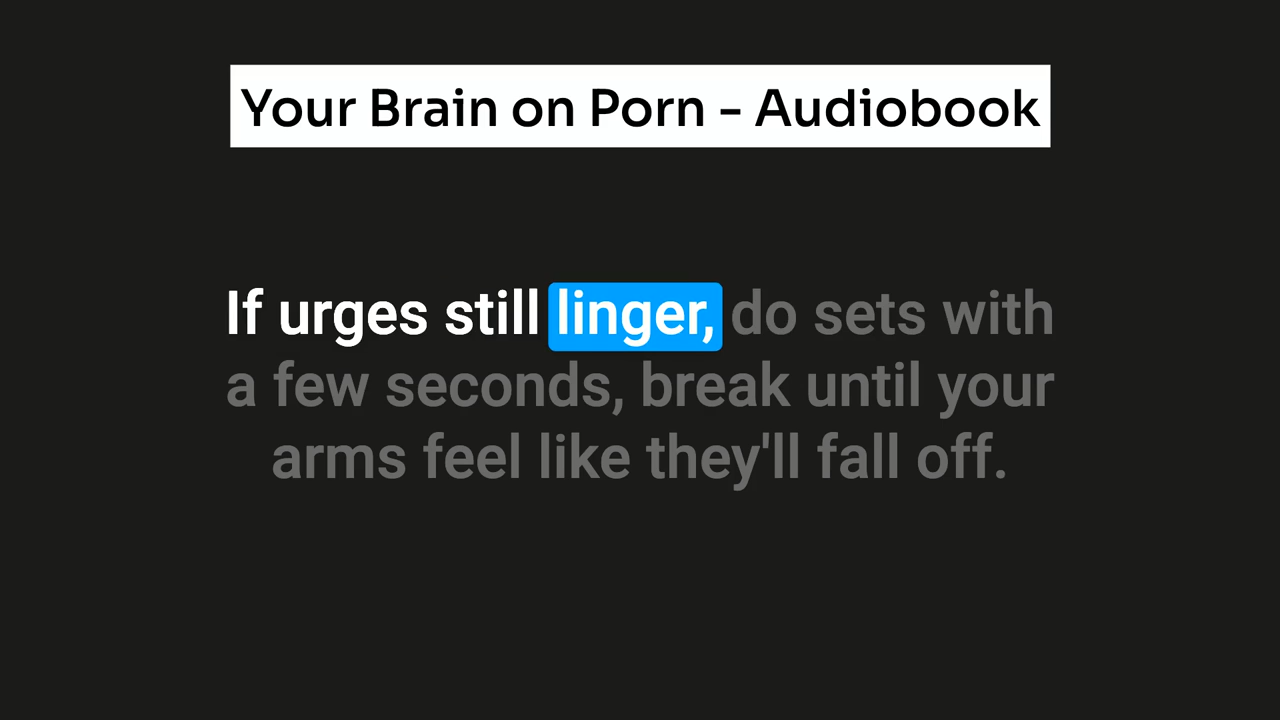 Your Brain on Porn - Audiobook
If urges still linger, do sets with
a few seconds, break until your
arms feel like they'll fall off.